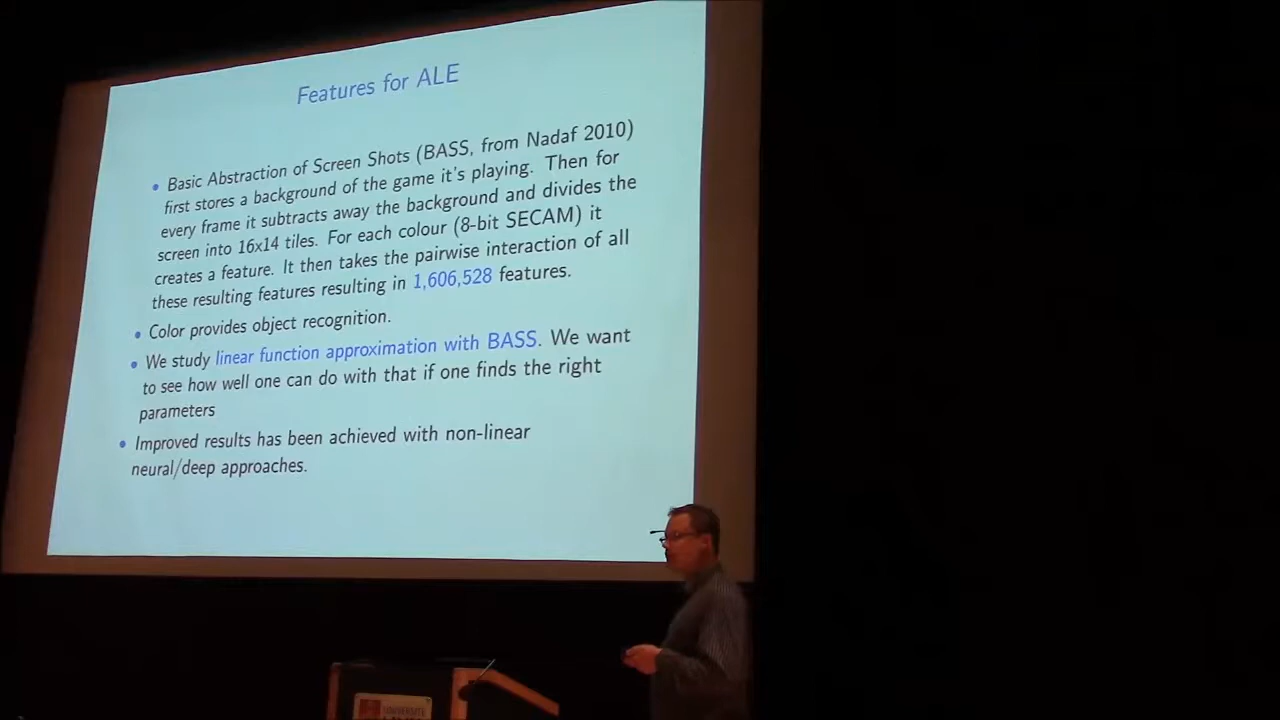 Features for ALE
• Basic Abstraction of Screen Shots (BASS, from Nadaf 2010)
first stores a background of the game it's playing. Then for
every frame it subtracts away the background and divides the
screen into 16x14 tiles. For each colour (8-bit SECAM) it
creates a feature. It then takes the pairwise interaction of all
these resulting features resulting in 1,606,528 features.
• Color provides object recognition.
• We study linear function approximation with BASS. We want
to see how well one can do with that if one finds the right
parameters
• Improved results has been achieved with non-linear
neural/deep approaches.
UNIVERSITÉ